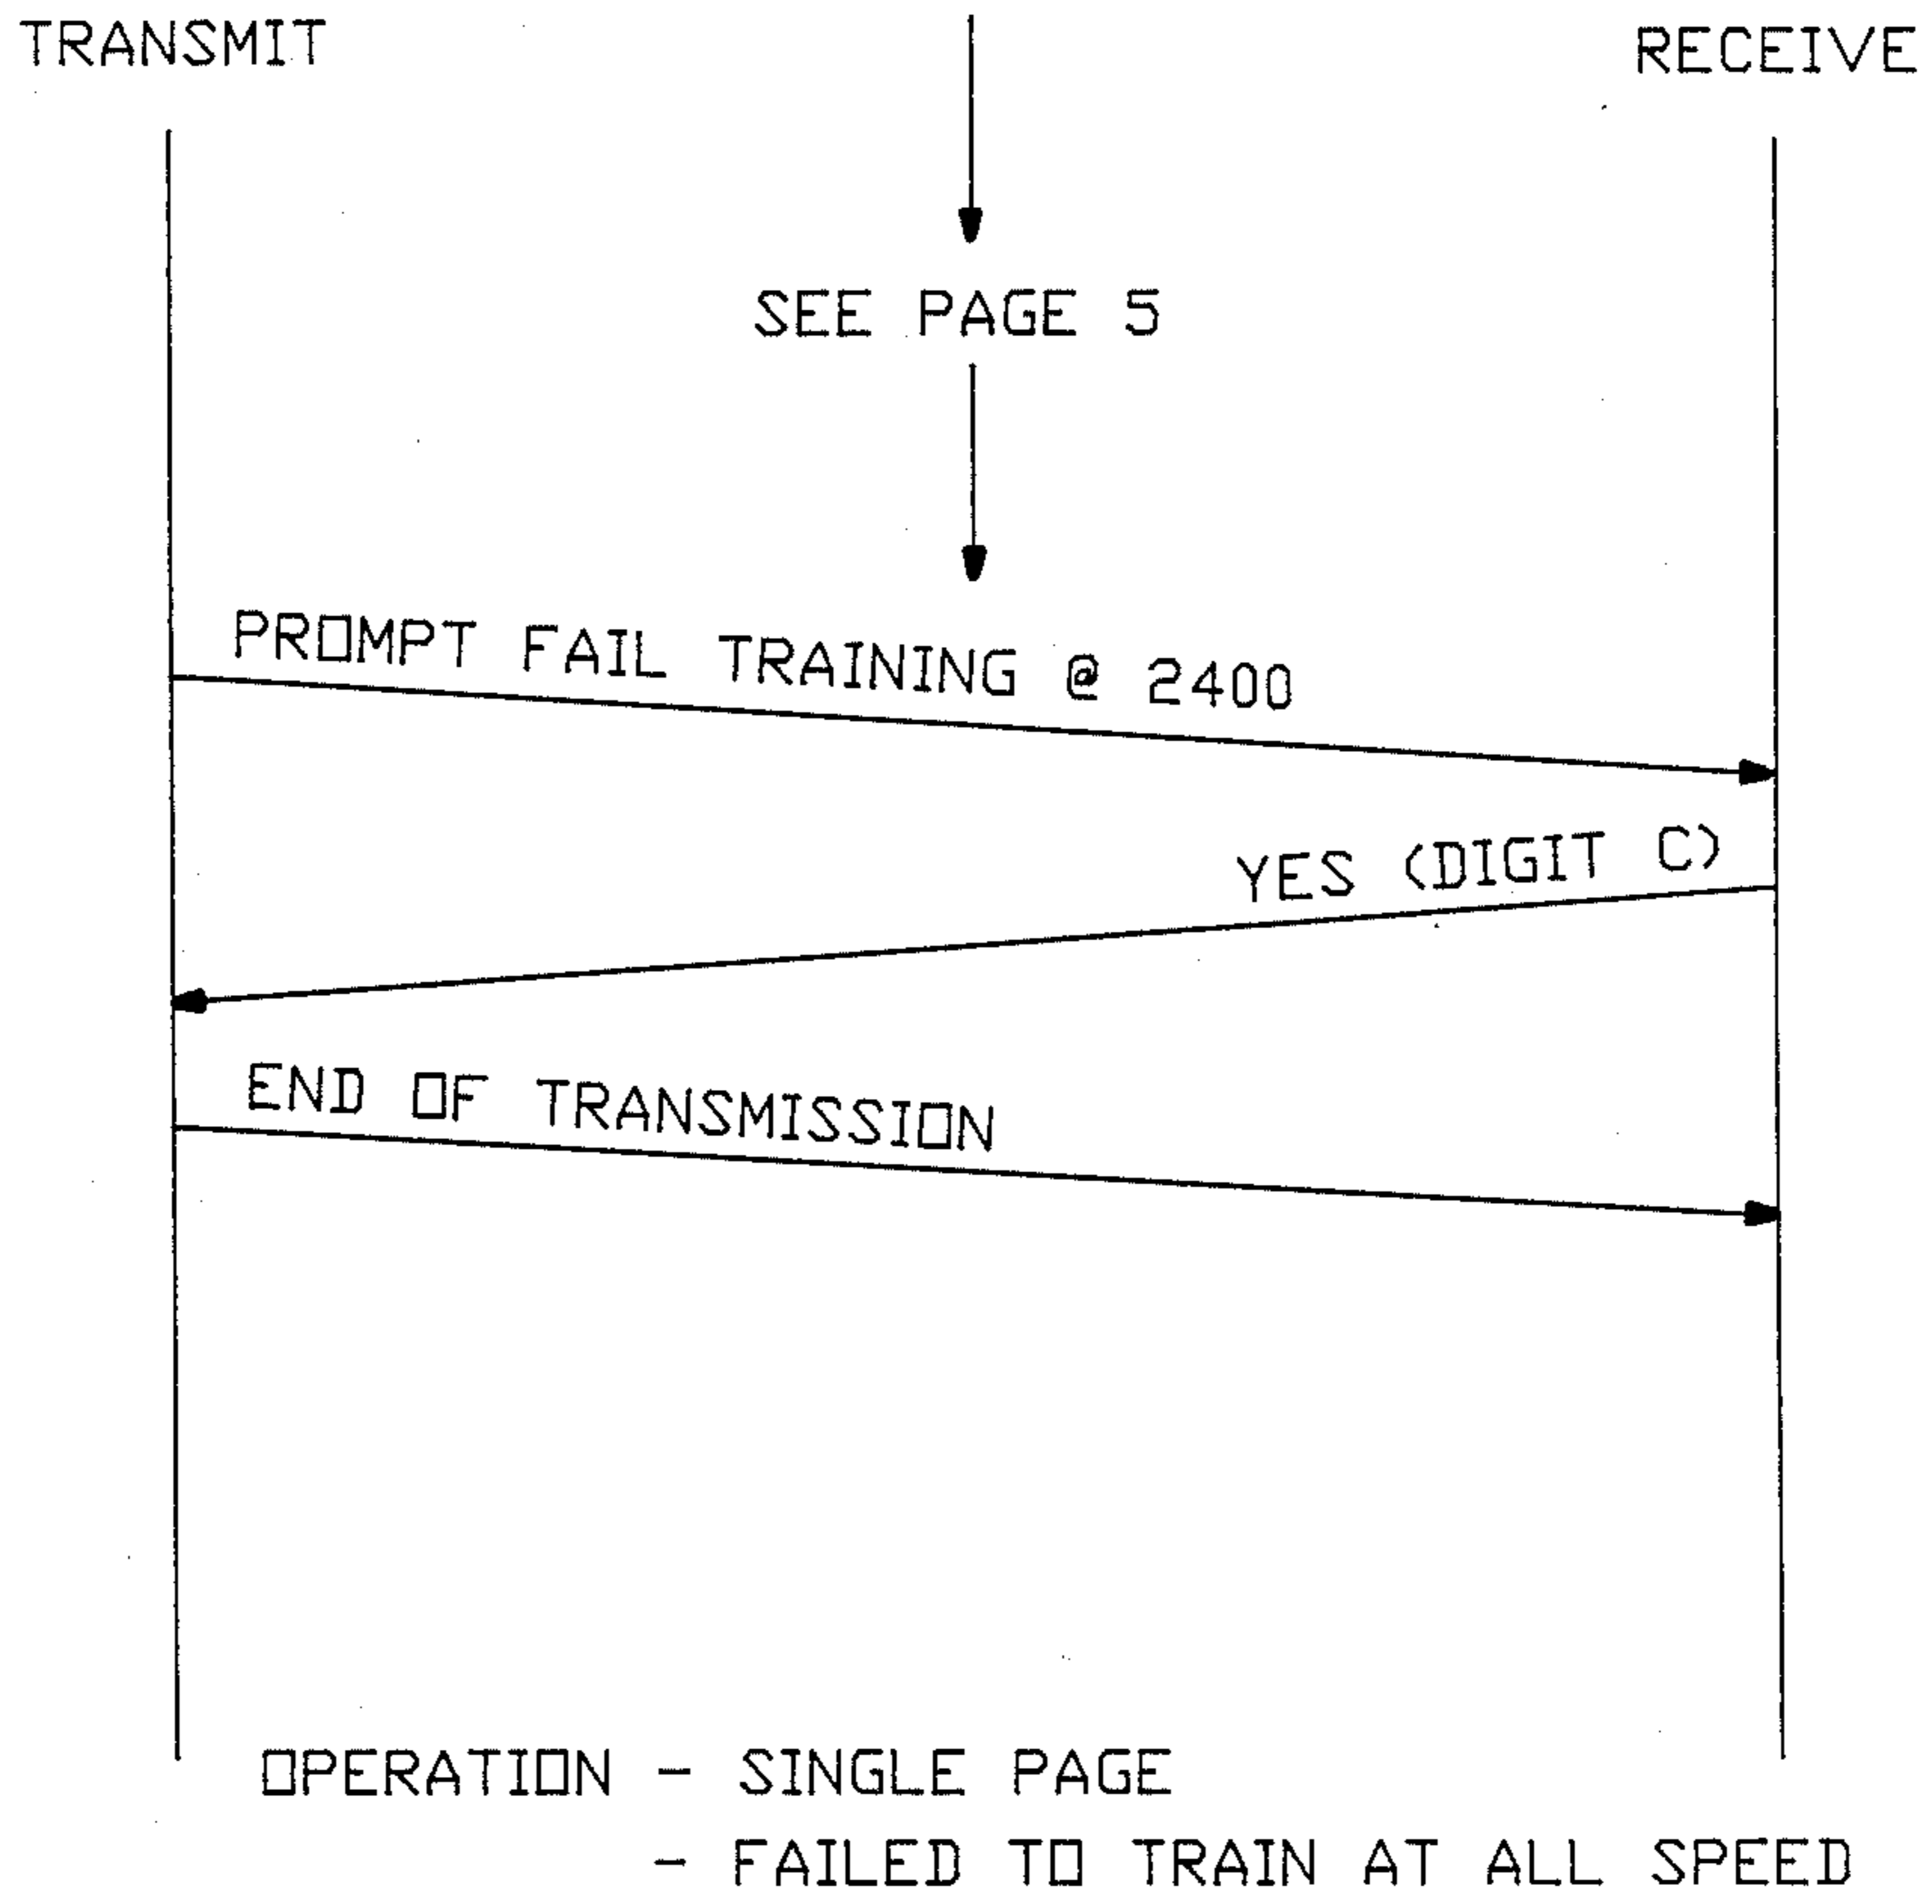 TRANSMIT
RECEIVE
SEE PAGE 5
PROMPT FAIL TRAINING @ 2400
YES (DIGIT C)
END OF TRANSMISSION
OPERATION - SINGLE PAGE
- FAILED TO TRAIN AT ALL SPEED